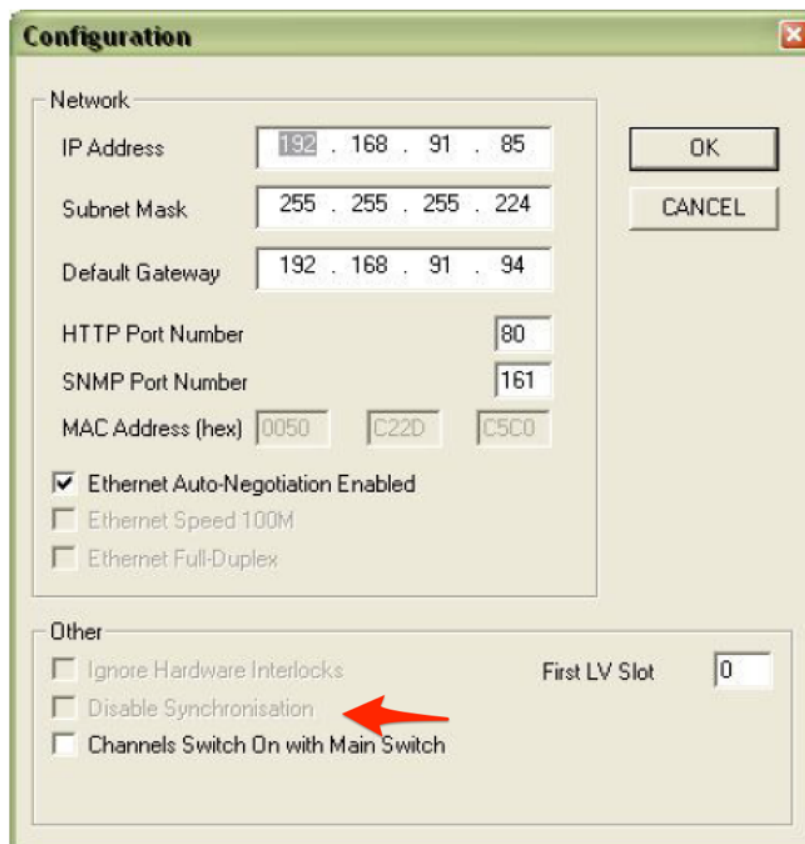 Configuration
Network
IP Address 192 . 168 . 91 . 85
OK
Subnet Mask 255 . 255 . 255 . 224
CANCEL
Default Gateway 192 . 168 . 91 . 94
HTTP Port Number 80
SNMP Port Number 161
MAC Address (hex) 0050 C22D C5C0
Ethernet Auto-Negotiation Enabled
Ethernet Speed 100M
Ethernet Full-Duplex
Other
Ignore Hardware Interlocks
First LV Slot 0
Disable Synchronisation
Channels Switch On with Main Switch